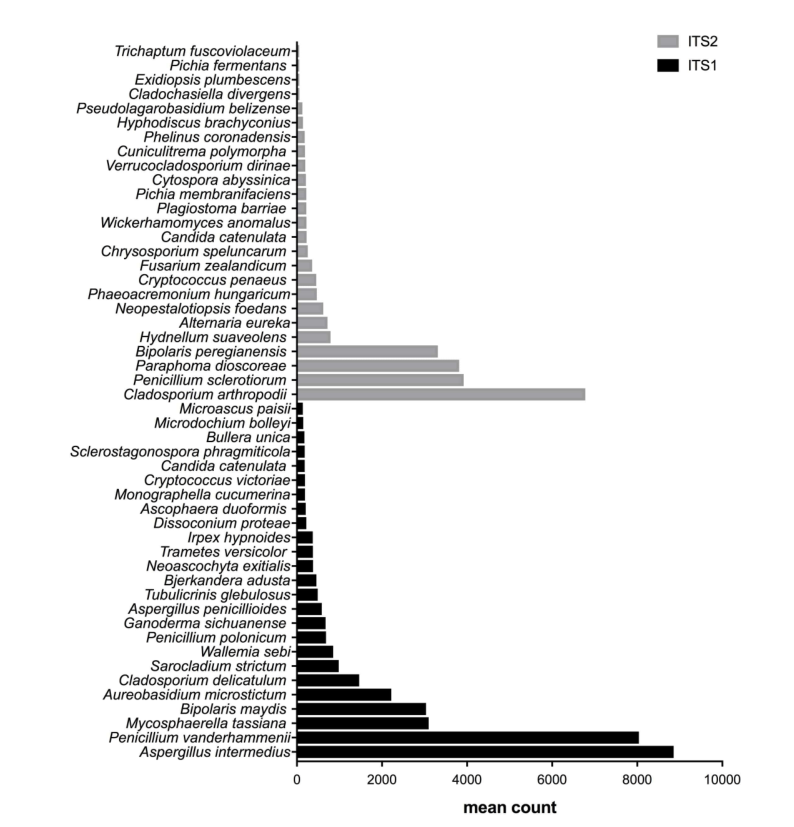 ITS2
ITS1
Trichaptum fuscoviolaceum
Pichia fermentans
Exidiopsis plumbescens
Cladochasiella divergens
Pseudolagarobasidium belizense
Hyphodiscus brachyconius
Phelinus coronadensis
Cuniculitrema polymorpha
Verrucocladosporium dirinae
Cytospora abyssinica
Pichia membranifaciens
Plagiostoma barriae
Wickerhamomyces anomalus
Candida catenulata
Chrysosporium speluncarum
Fusarium zealandicum
Cryptococcus penaeus
Phaeoacremonium hungaricum
Neopestalotiopsis foedans
Alternaria eureka
Hydnellum suaveolens
Bipolaris peregianensis
Paraphoma dioscoreae
Penicillium sclerotiorum
Cladosporium arthropodii
Microascus paisii
Microdochium bolleyi
Bullera unica
Sclerostagonospora phragmiticola
Candida catenulata
Cryptococcus victoriae
Monographella cucumerina
Ascophaera duoformis
Dissoconium proteae
Irpex hypnoides
Trametes versicolor
Neoascochyta exitialis
Bjerkandera adusta
Tubulicrinis glebulosus
Aspergillus penicillioides
Ganoderma sichuanense
Penicillium polonicum
Wallemia sebi
Sarocladium strictum
Cladosporium delicatulum
Aureobasidium microstictum
Bipolaris maydis
Mycosphaerella tassiana
Penicillium vanderhammenii
Aspergillus intermedius
0 2000 4000 6000 8000 10000
mean count